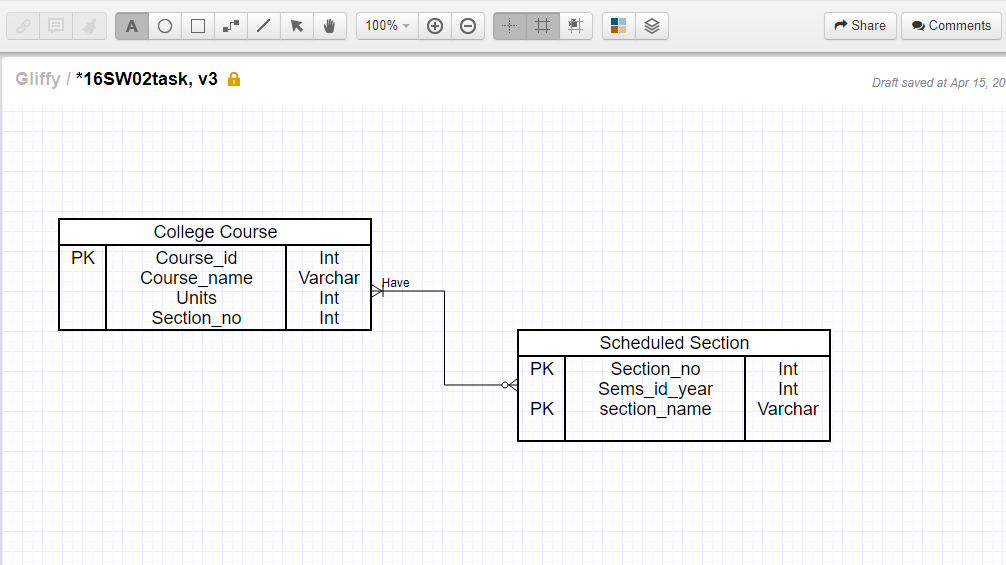 A 100% Share Comments
Gliffy / *16SW02task, v3
Draft saved at Apr 15, 20
College Course
PK Course_id Int
Course_name Varchar
Units Int
Section_no Int
Have
Scheduled Section
PK Section_no Int
Sems_id_year Int
PK section_name Varchar